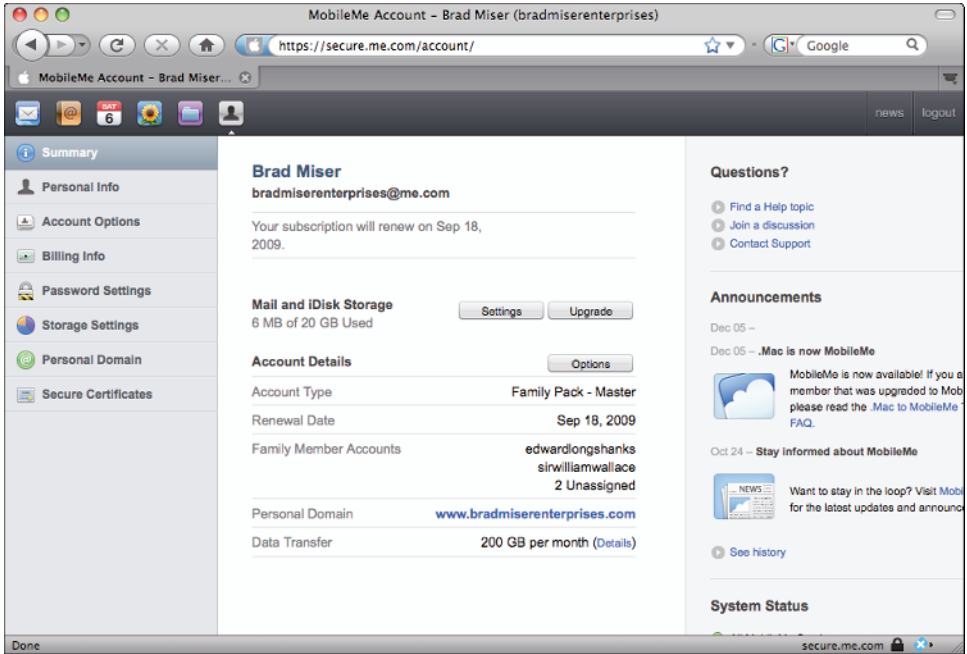 MobileMe Account – Brad Miser (bradmiserenterprises)
https://secure.me.com/account/
G
Google
MobileMe Account – Brad Miser...
SAT
6
news
logout
Summary
Personal Info
Account Options
Billing Info
Password Settings
Storage Settings
Personal Domain
Secure Certificates
Brad Miser
bradmiserenterprises@me.com
Your subscription will renew on Sep 18,
2009.
Mail and iDisk Storage
Settings
Upgrade
6 MB of 20 GB Used
Account Details
Options
Account Type
Family Pack - Master
Renewal Date
Sep 18, 2009
Family Member Accounts
edwardlongshanks
sirwilliamwallace
2 Unassigned
Personal Domain
www.bradmiserenterprises.com
Data Transfer
200 GB per month (Details)
Questions?
Find a Help topic
Join a discussion
Contact Support
Announcements
Dec 05 –
Dec 05 – .Mac is now MobileMe
MobileMe is now available! If you a
member that was upgraded to Mob
please read the .Mac to MobileMe
FAQ.
Oct 24 – Stay informed about MobileMe
NEWS
Want to stay in the loop? Visit Mobi
for the latest updates and announc
See history
System Status
Done
secure.me.com